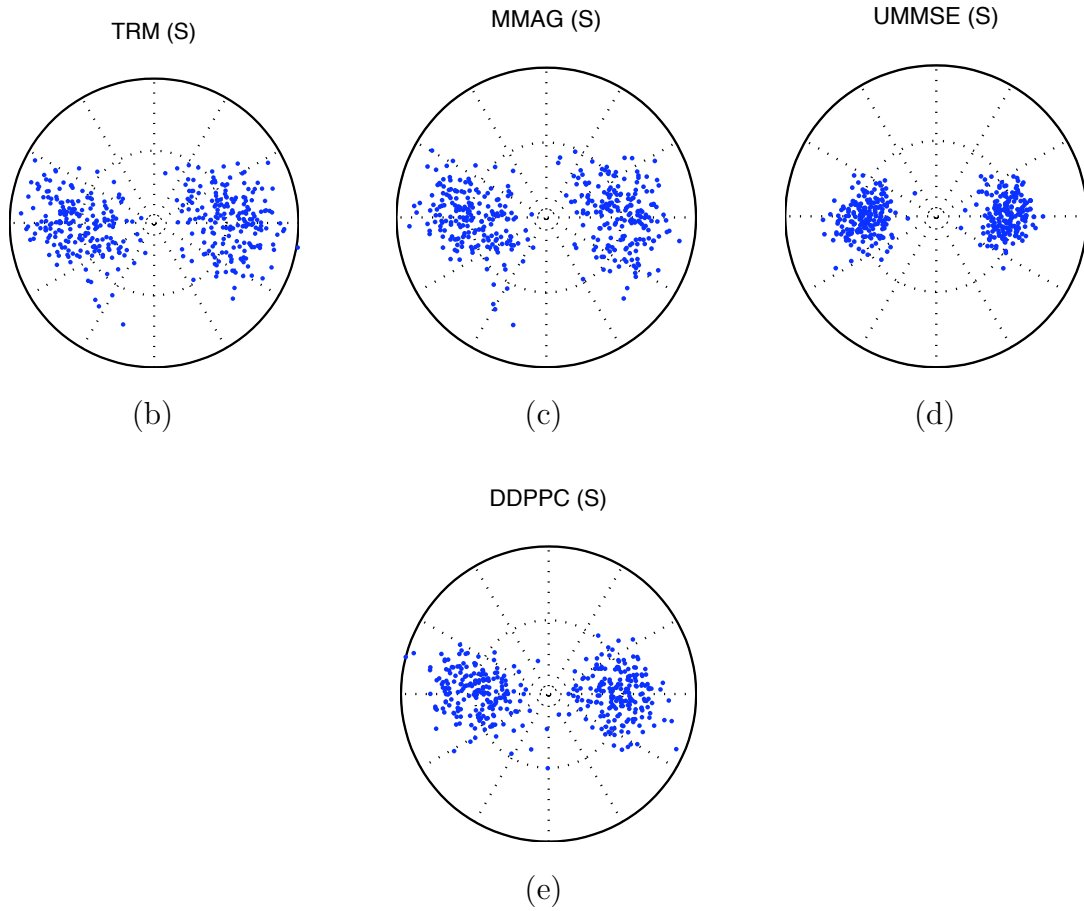 TRM (S)
MMAG (S)
UMMSE (S)
(b)
(c)
(d)
DDPPC (S)
(e)